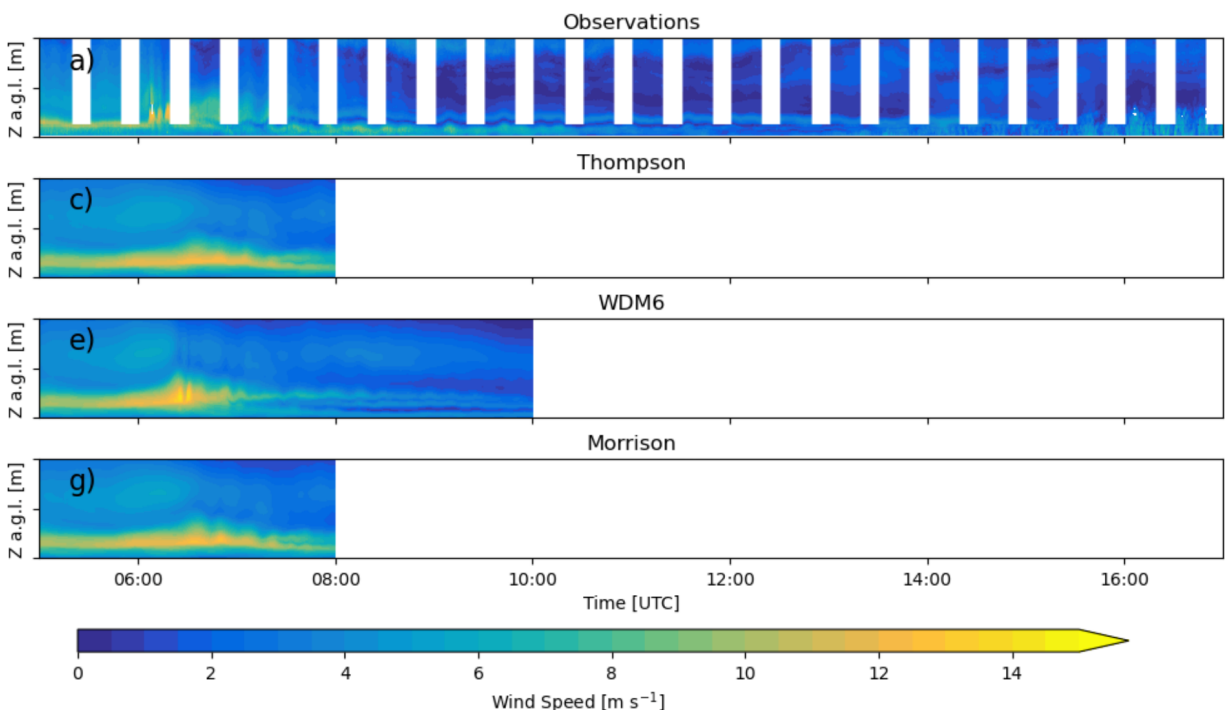 Observations
a)
Z a.g.l. [m]
Thompson
c)
Z a.g.l. [m]
WDM6
e)
Z a.g.l. [m]
Morrison
g)
Z a.g.l. [m]
06:00 08:00 10:00 12:00 14:00 16:00
Time [UTC]
0 2 4 6 8 10 12 14
Wind Speed [m s⁻¹]